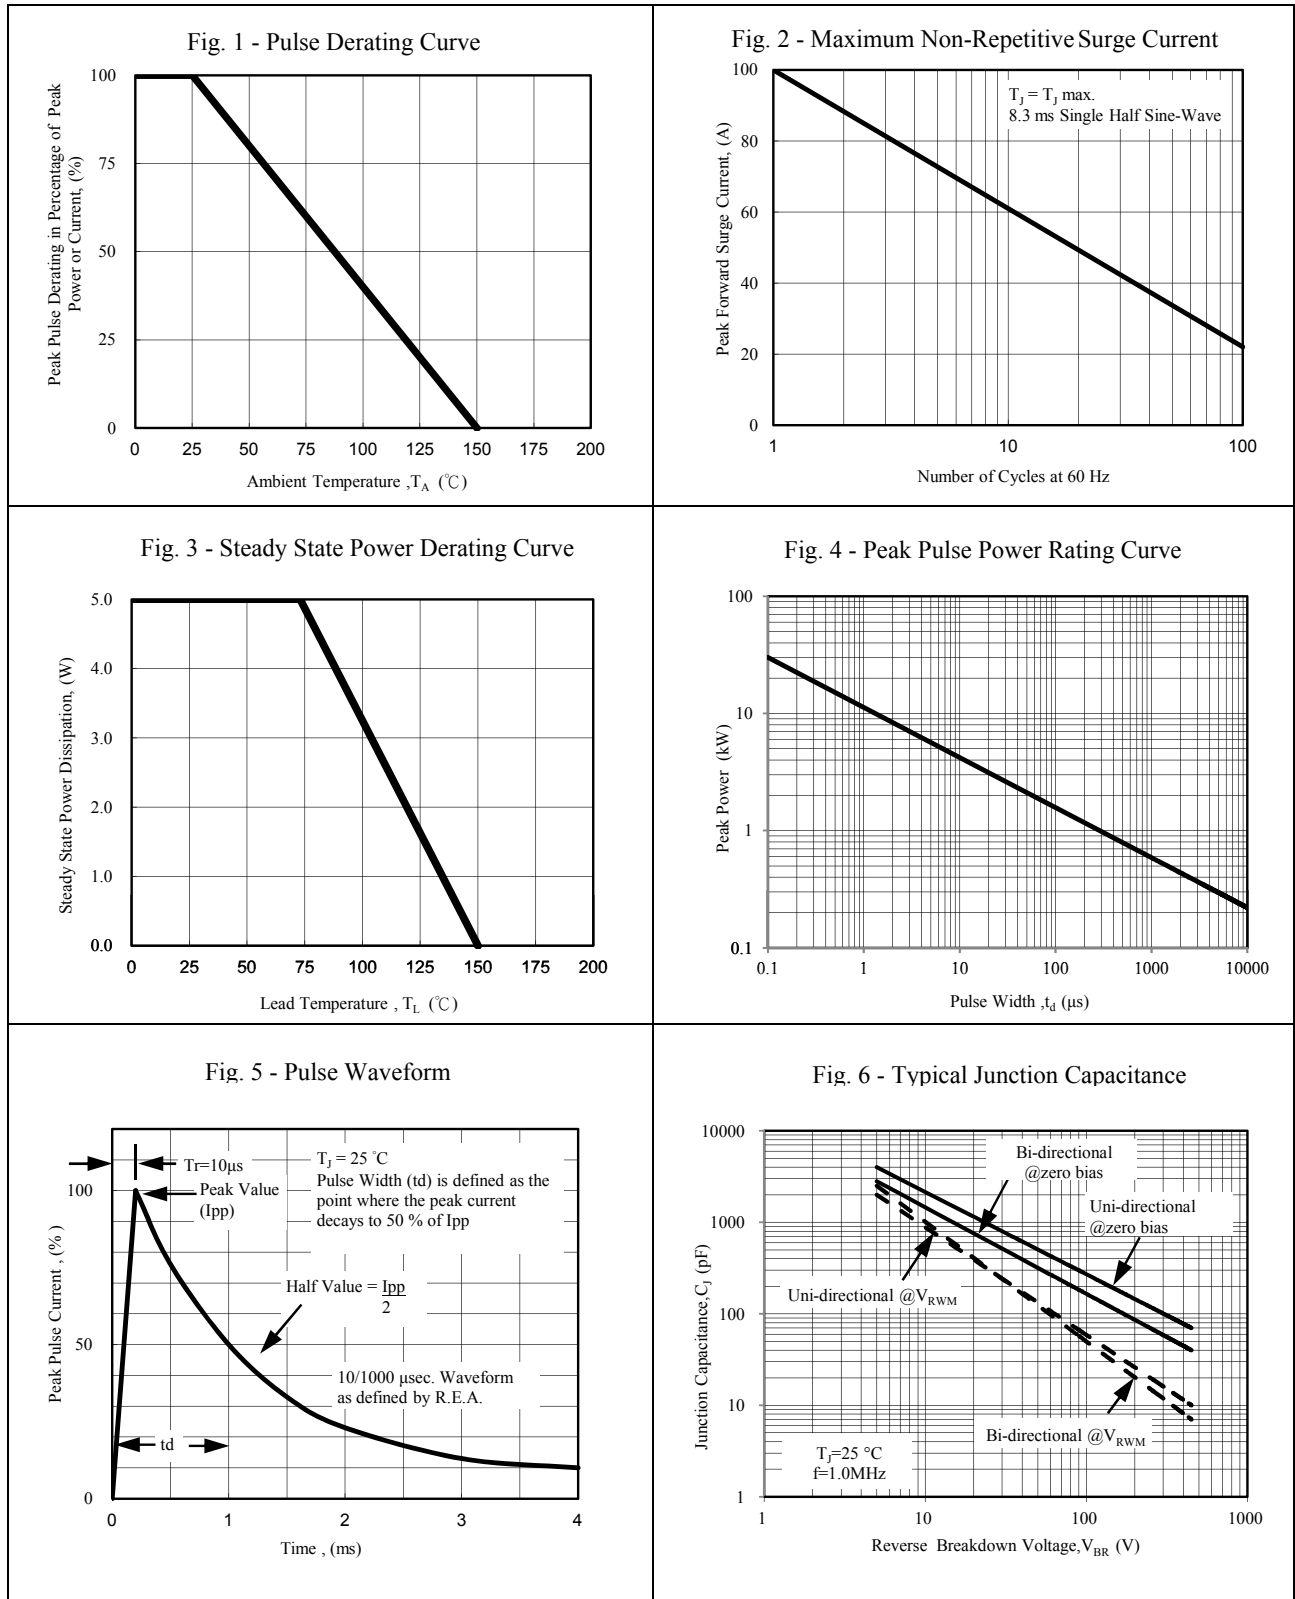 Fig. 1 - Pulse Derating Curve
Peak Pulse Derating in Percentage of Peak
Power or Current, (%)
100
75
50
25
0
0 25 50 75 100 125 150 175 200
Ambient Temperature ,TA (℃)
Fig. 2 - Maximum Non-Repetitive Surge Current
Peak Forward Surge Current, (A)
100
80
60
40
20
0
TJ = TJ max.
8.3 ms Single Half Sine-Wave
1 10 100
Number of Cycles at 60 Hz
Fig. 3 - Steady State Power Derating Curve
Steady State Power Dissipation, (W)
5.0
4.0
3.0
2.0
1.0
0.0
0 25 50 75 100 125 150 175 200
Lead Temperature , TL (℃)
Fig. 4 - Peak Pulse Power Rating Curve
Peak Power (kW)
100
10
1
0.1
0.1 1 10 100 1000 10000
Pulse Width ,td (μs)
Fig. 5 - Pulse Waveform
Peak Pulse Current , (%)
100
50
0
Tr=10μs
Peak Value
(Ipp)
TJ = 25 °C
Pulse Width (td) is defined as the
point where the peak current
decays to 50 % of Ipp
Half Value = Ipp
2
10/1000 μsec. Waveform
as defined by R.E.A.
td
0 1 2 3 4
Time , (ms)
Fig. 6 - Typical Junction Capacitance
Junction Capacitance,CJ (pF)
10000
1000
100
10
1
Bi-directional
@zero bias
Uni-directional
@zero bias
Uni-directional @VRWM
Bi-directional @VRWM
TJ=25 °C
f=1.0MHz
1 10 100 1000
Reverse Breakdown Voltage,VBR (V)